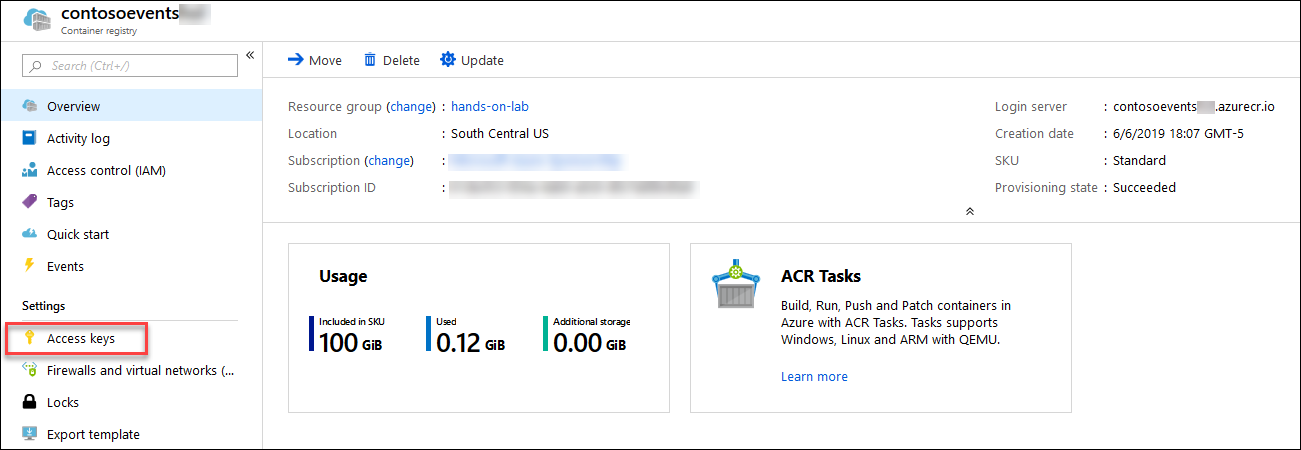 contosoevents
Container registry
«
Search (Ctrl+/)
Overview
Activity log
Access control (IAM)
Tags
Quick start
Events
Settings
Access keys
Firewalls and virtual networks (...
Locks
Export template
Move Delete Update
Resource group (change) : hands-on-lab
Location : South Central US
Subscription (change) :
Subscription ID :
Login server : contosoevents .azurecr.io
Creation date : 6/6/2019 18:07 GMT-5
SKU : Standard
Provisioning state : Succeeded
Usage
Included in SKU
100 GiB
Used
0.12 GiB
Additional storage
0.00 GiB
ACR Tasks
Build, Run, Push and Patch containers in
Azure with ACR Tasks. Tasks supports
Windows, Linux and ARM with QEMU.
Learn more